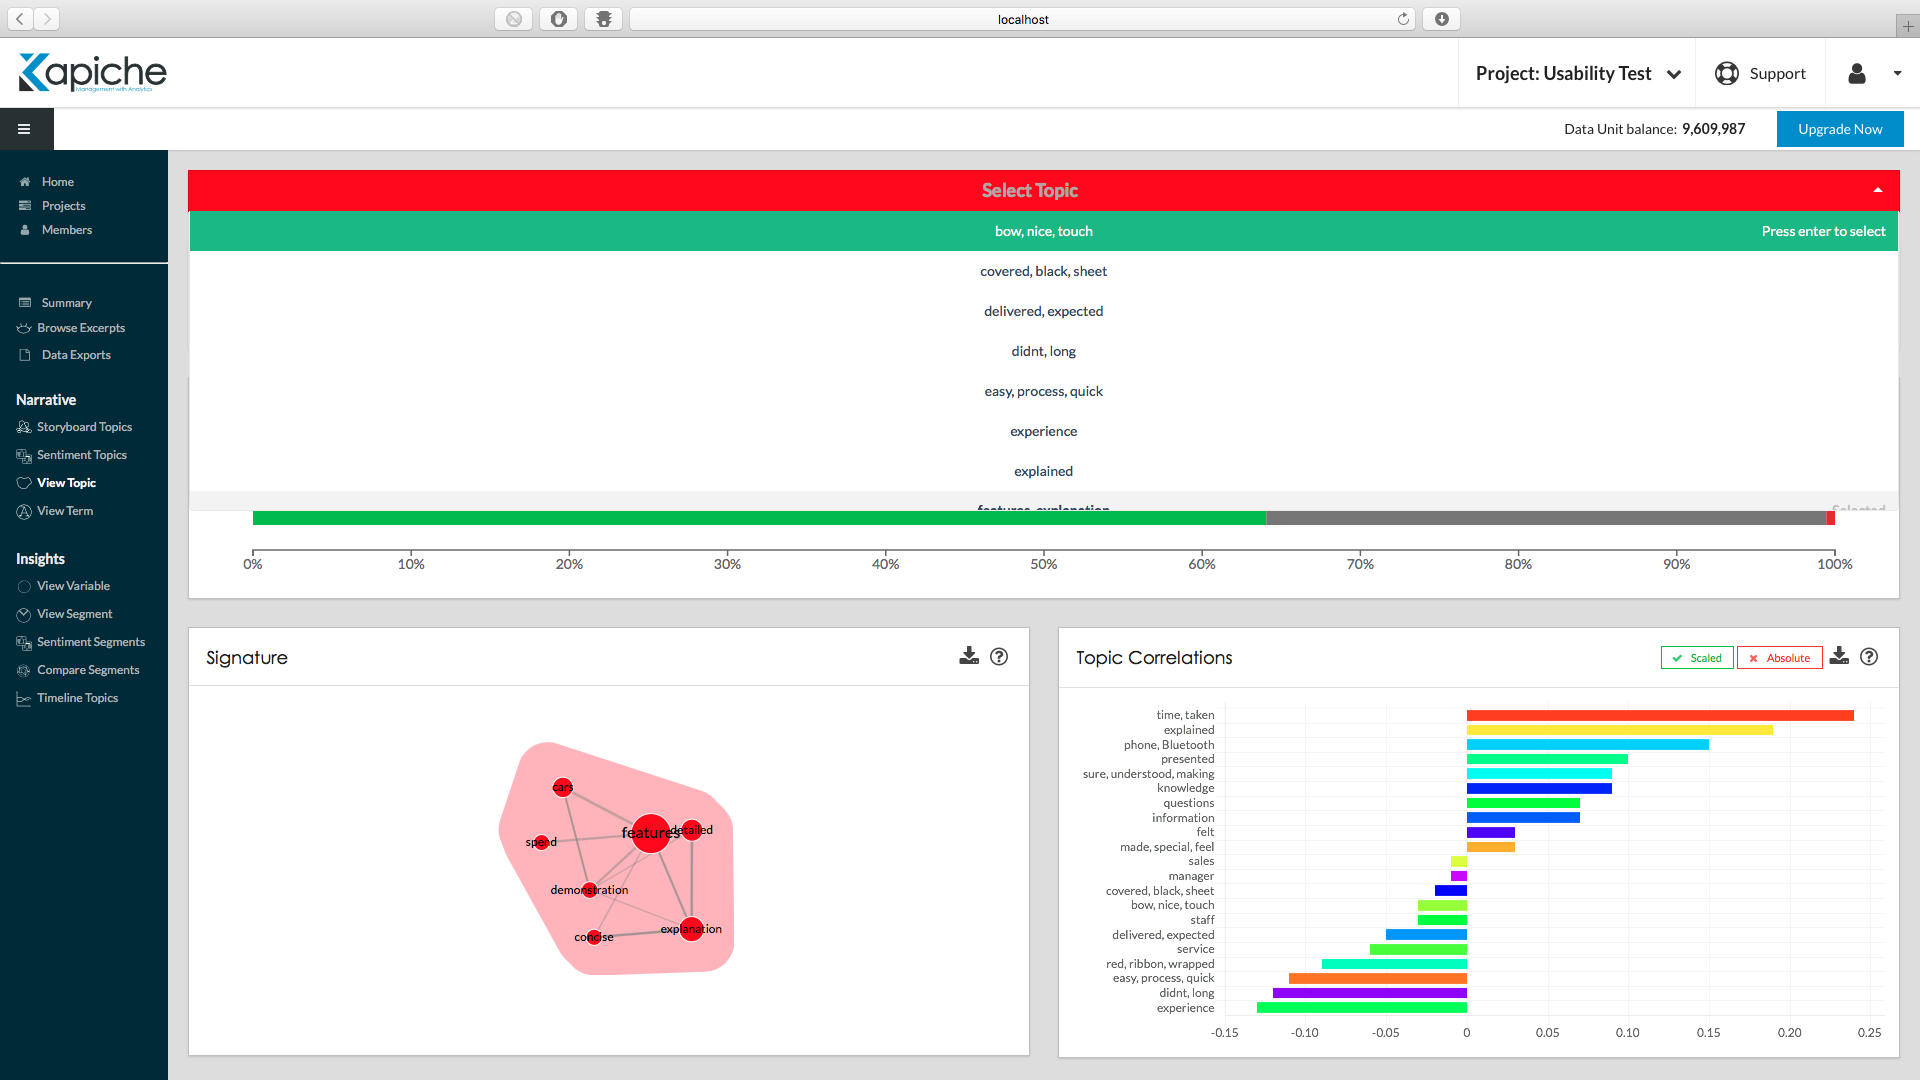 localhost
Kapiche
Management with Analytics
Project: Usability Test
Support
Data Unit balance: 9,609,987
Upgrade Now
Home
Projects
Members
Summary
Browse Excerpts
Data Exports
Narrative
Storyboard Topics
Sentiment Topics
View Topic
View Term
Insights
View Variable
View Segment
Sentiment Segments
Compare Segments
Timeline Topics
Select Topic
bow, nice, touch
Press enter to select
covered, black, sheet
delivered, expected
didnt, long
easy, process, quick
experience
explained
features, explanation
Selected
0% 10% 20% 30% 40% 50% 60% 70% 80% 90% 100%
Signature
cars
features
detailed
spend
demonstration
explanation
concise
Topic Correlations
Scaled
Absolute
time, taken
explained
phone, Bluetooth
presented
sure, understood, making
knowledge
questions
information
felt
made, special, feel
sales
manager
covered, black, sheet
bow, nice, touch
staff
delivered, expected
service
red, ribbon, wrapped
easy, process, quick
didnt, long
experience
-0.15 -0.10 -0.05 0 0.05 0.10 0.15 0.20 0.25